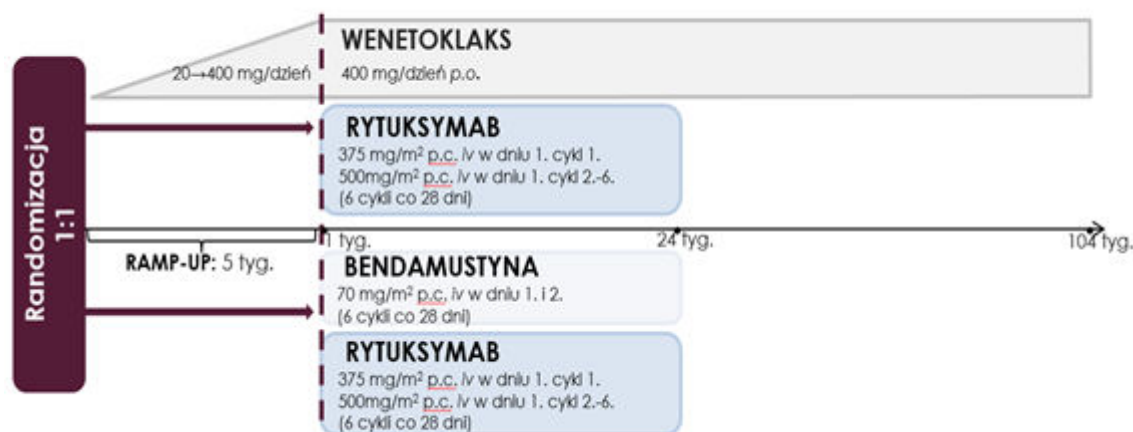 Randomizacja
1:1
WENETOKLAKS
20→400 mg/dzień
400 mg/dzień p.o.
RYTUKSYMAB
375 mg/m² p.c. iv w dniu 1. cykl 1.
500mg/m² p.c. iv w dniu 1. cykl 2.-6.
(6 cykli co 28 dni)
1 tyg.
24 tyg.
104 tyg.
RAMP-UP: 5 tyg.
BENDAMUSTYNA
70 mg/m² p.c. iv w dniu 1. i 2.
(6 cykli co 28 dni)
RYTUKSYMAB
375 mg/m² p.c. iv w dniu 1. cykl 1.
500mg/m² p.c. iv w dniu 1. cykl 2.-6.
(6 cykli co 28 dni)